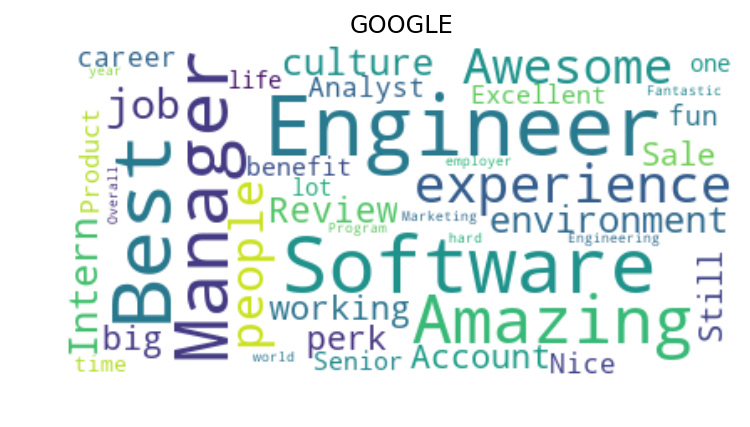 GOOGLE
career
year
life
culture
Awesome
one
job
Analyst
Excellent
Fantastic
fun
Manager
Engineer
Product
Overall
Best
benefit
employer
Sale
lot
experience
people
Review
Marketing
environment
Program
hard
Engineering
Intern
Software
Still
working
Amazing
big
perk
time
world
Senior
Account
Nice